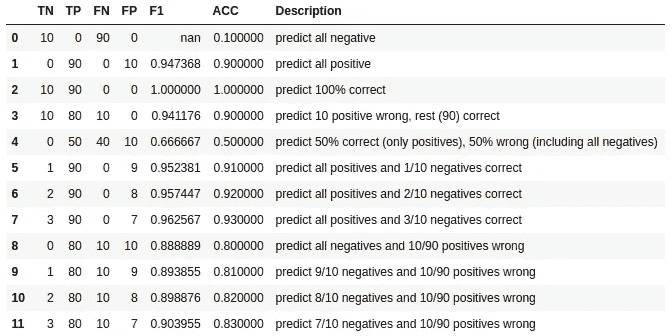 TN TP FN FP F1 ACC Description
0 10 0 90 0 nan 0.100000 predict all negative
1 0 90 0 10 0.947368 0.900000 predict all positive
2 10 90 0 0 1.000000 1.000000 predict 100% correct
3 10 80 10 0 0.941176 0.900000 predict 10 positive wrong, rest (90) correct
4 0 50 40 10 0.666667 0.500000 predict 50% correct (only positives), 50% wrong (including all negatives)
5 1 90 0 9 0.952381 0.910000 predict all positives and 1/10 negatives correct
6 2 90 0 8 0.957447 0.920000 predict all positives and 2/10 negatives correct
7 3 90 0 7 0.962567 0.930000 predict all positives and 3/10 negatives correct
8 0 80 10 10 0.888889 0.800000 predict all negatives and 10/90 positives wrong
9 1 80 10 9 0.893855 0.810000 predict 9/10 negatives and 10/90 positives wrong
10 2 80 10 8 0.898876 0.820000 predict 8/10 negatives and 10/90 positives wrong
11 3 80 10 7 0.903955 0.830000 predict 7/10 negatives and 10/90 positives wrong